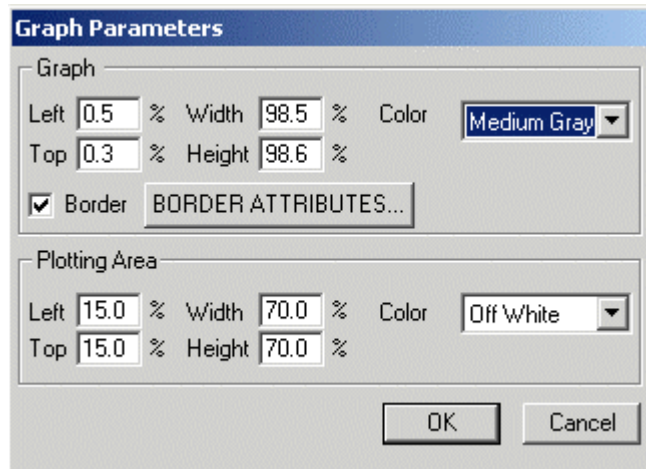 Graph Parameters
Graph
Left 0.5 % Width 98.5 % Color Medium Gray
Top 0.3 % Height 98.6 %
Border BORDER ATTRIBUTES...
Plotting Area
Left 15.0 % Width 70.0 % Color Off White
Top 15.0 % Height 70.0 %
OK Cancel